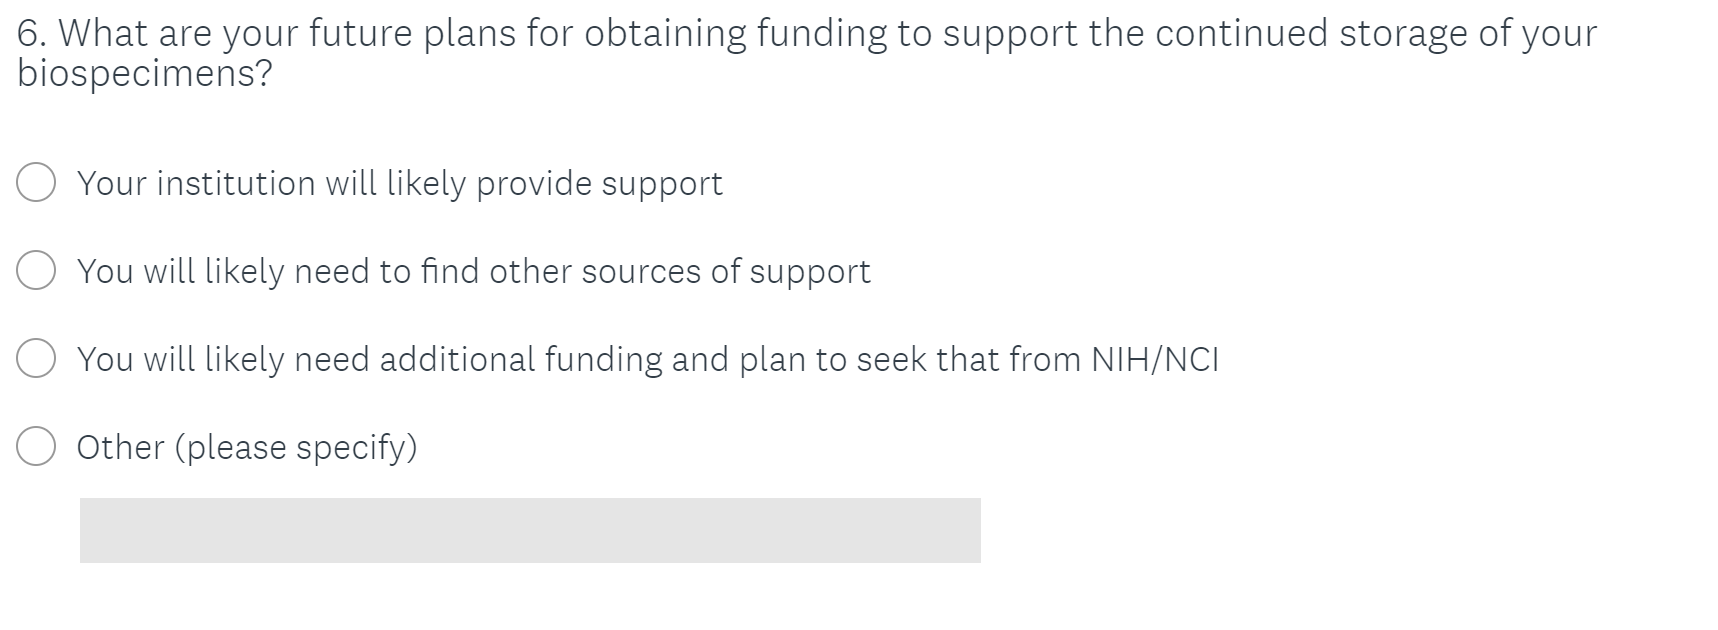 6. What are your future plans for obtaining funding to support the continued storage of your
biospecimens?
Your institution will likely provide support
You will likely need to find other sources of support
You will likely need additional funding and plan to seek that from NIH/NCI
Other (please specify)